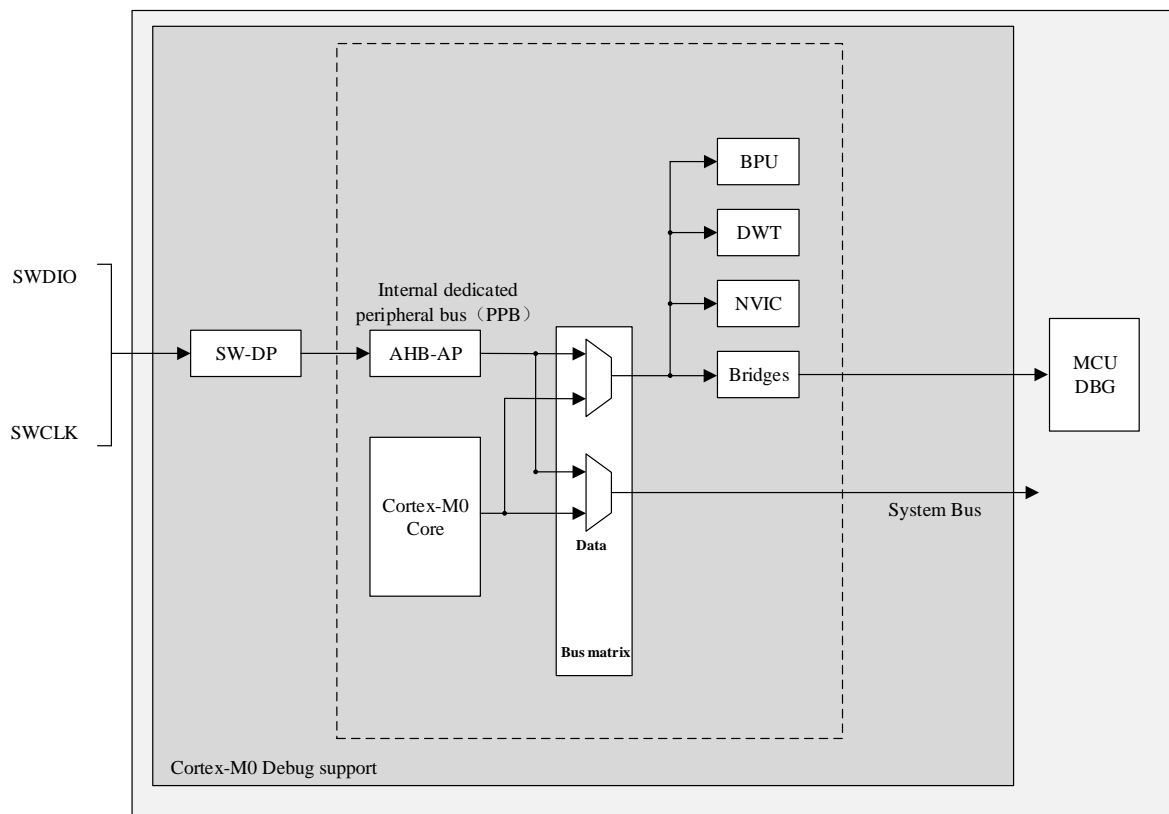 BPU
DWT
SWDIO
Internal dedicated
peripheral bus（PPB）
NVIC
SW-DP
AHB-AP
Bridges
MCU
DBG
SWCLK
Cortex-M0
Core
System Bus
Data
Bus matrix
Cortex-M0 Debug support